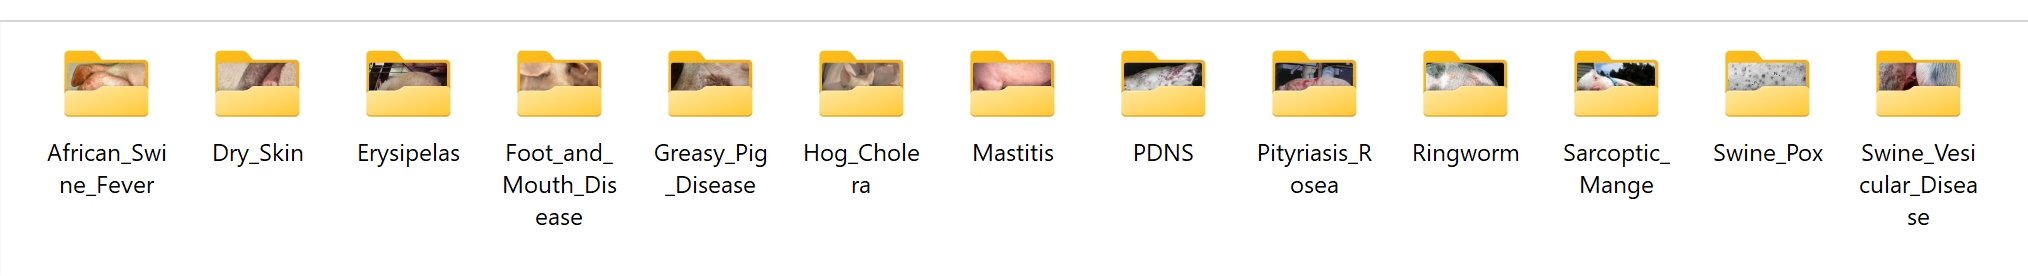 African_Swi
ne_Fever
Dry_Skin
Erysipelas
Foot_and_
Mouth_Dis
ease
Greasy_Pig
_Disease
Hog_Chole
ra
Mastitis
PDNS
Pityriasis_R
osea
Ringworm
Sarcoptic_
Mange
Swine_Pox
Swine_Vesi
cular_Disea
se